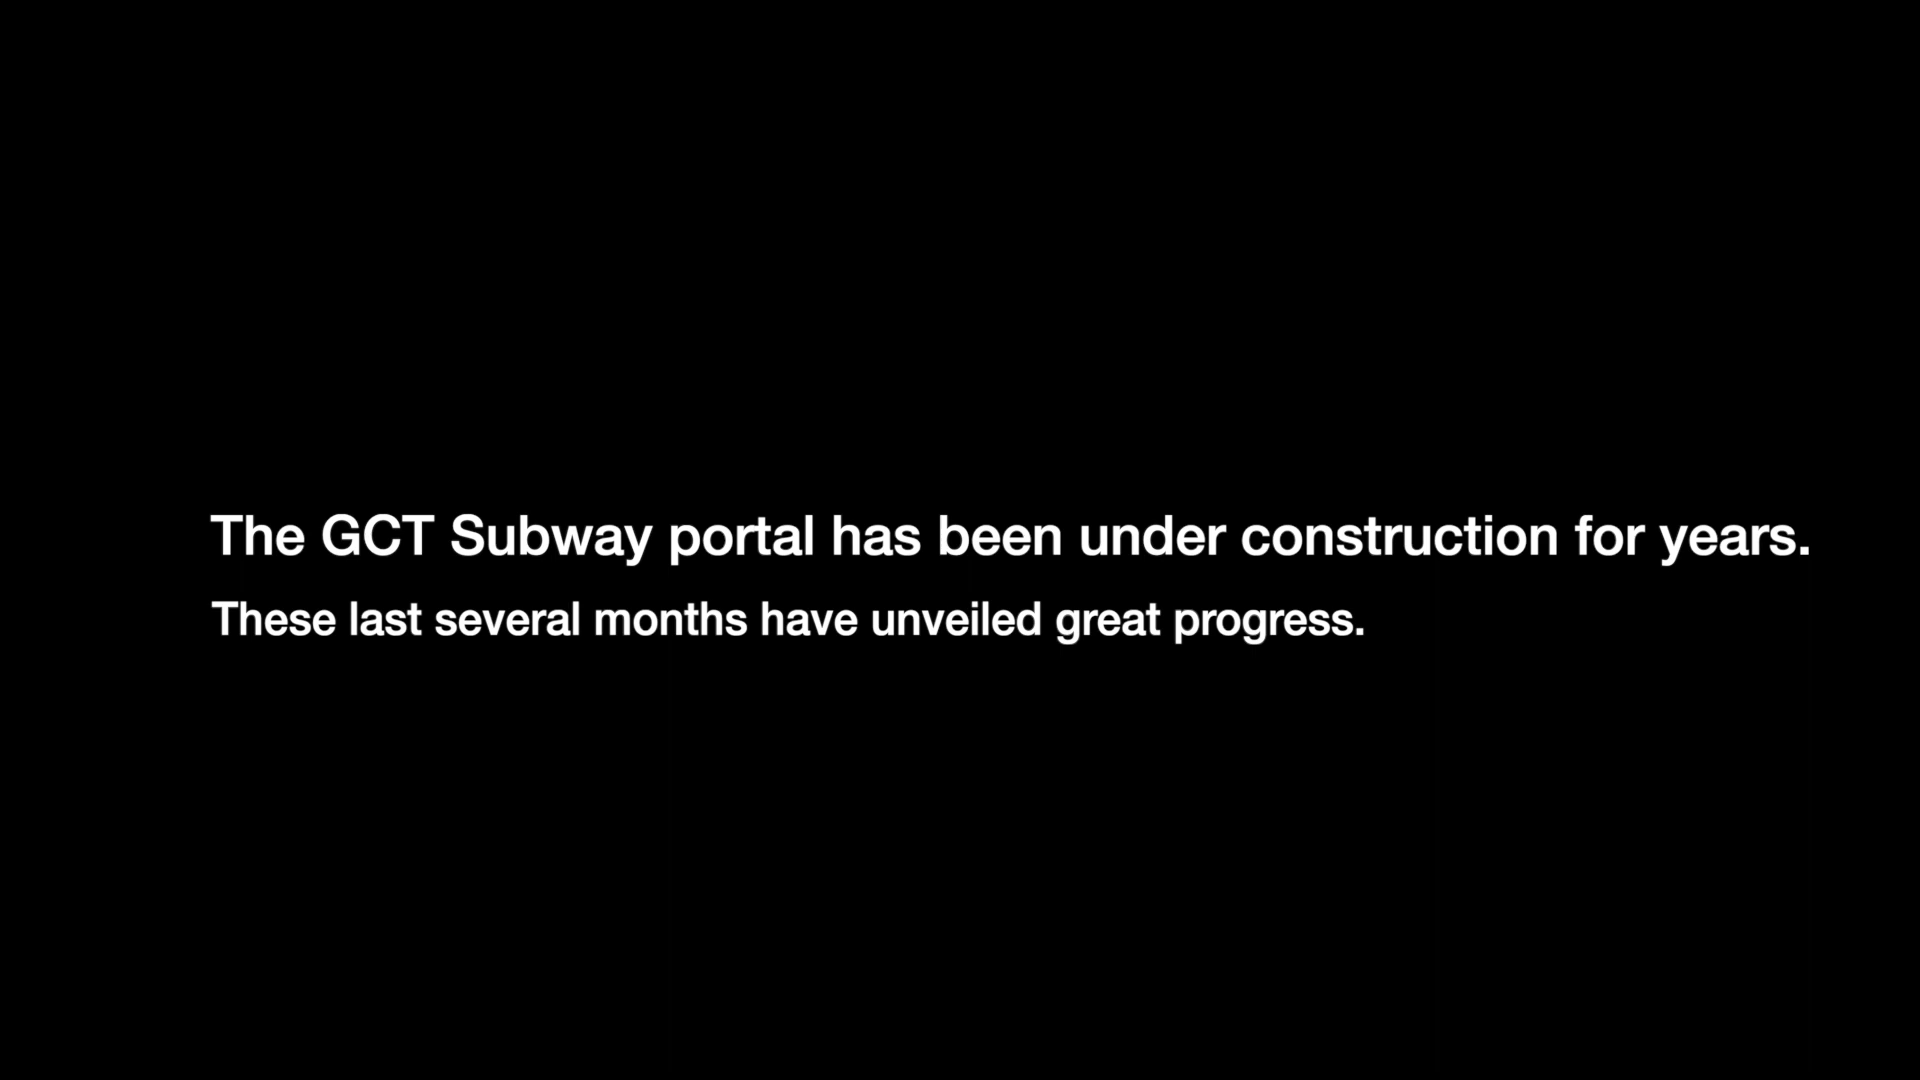 The GCT Subway portal has been under construction for years.
These last several months have unveiled great progress.